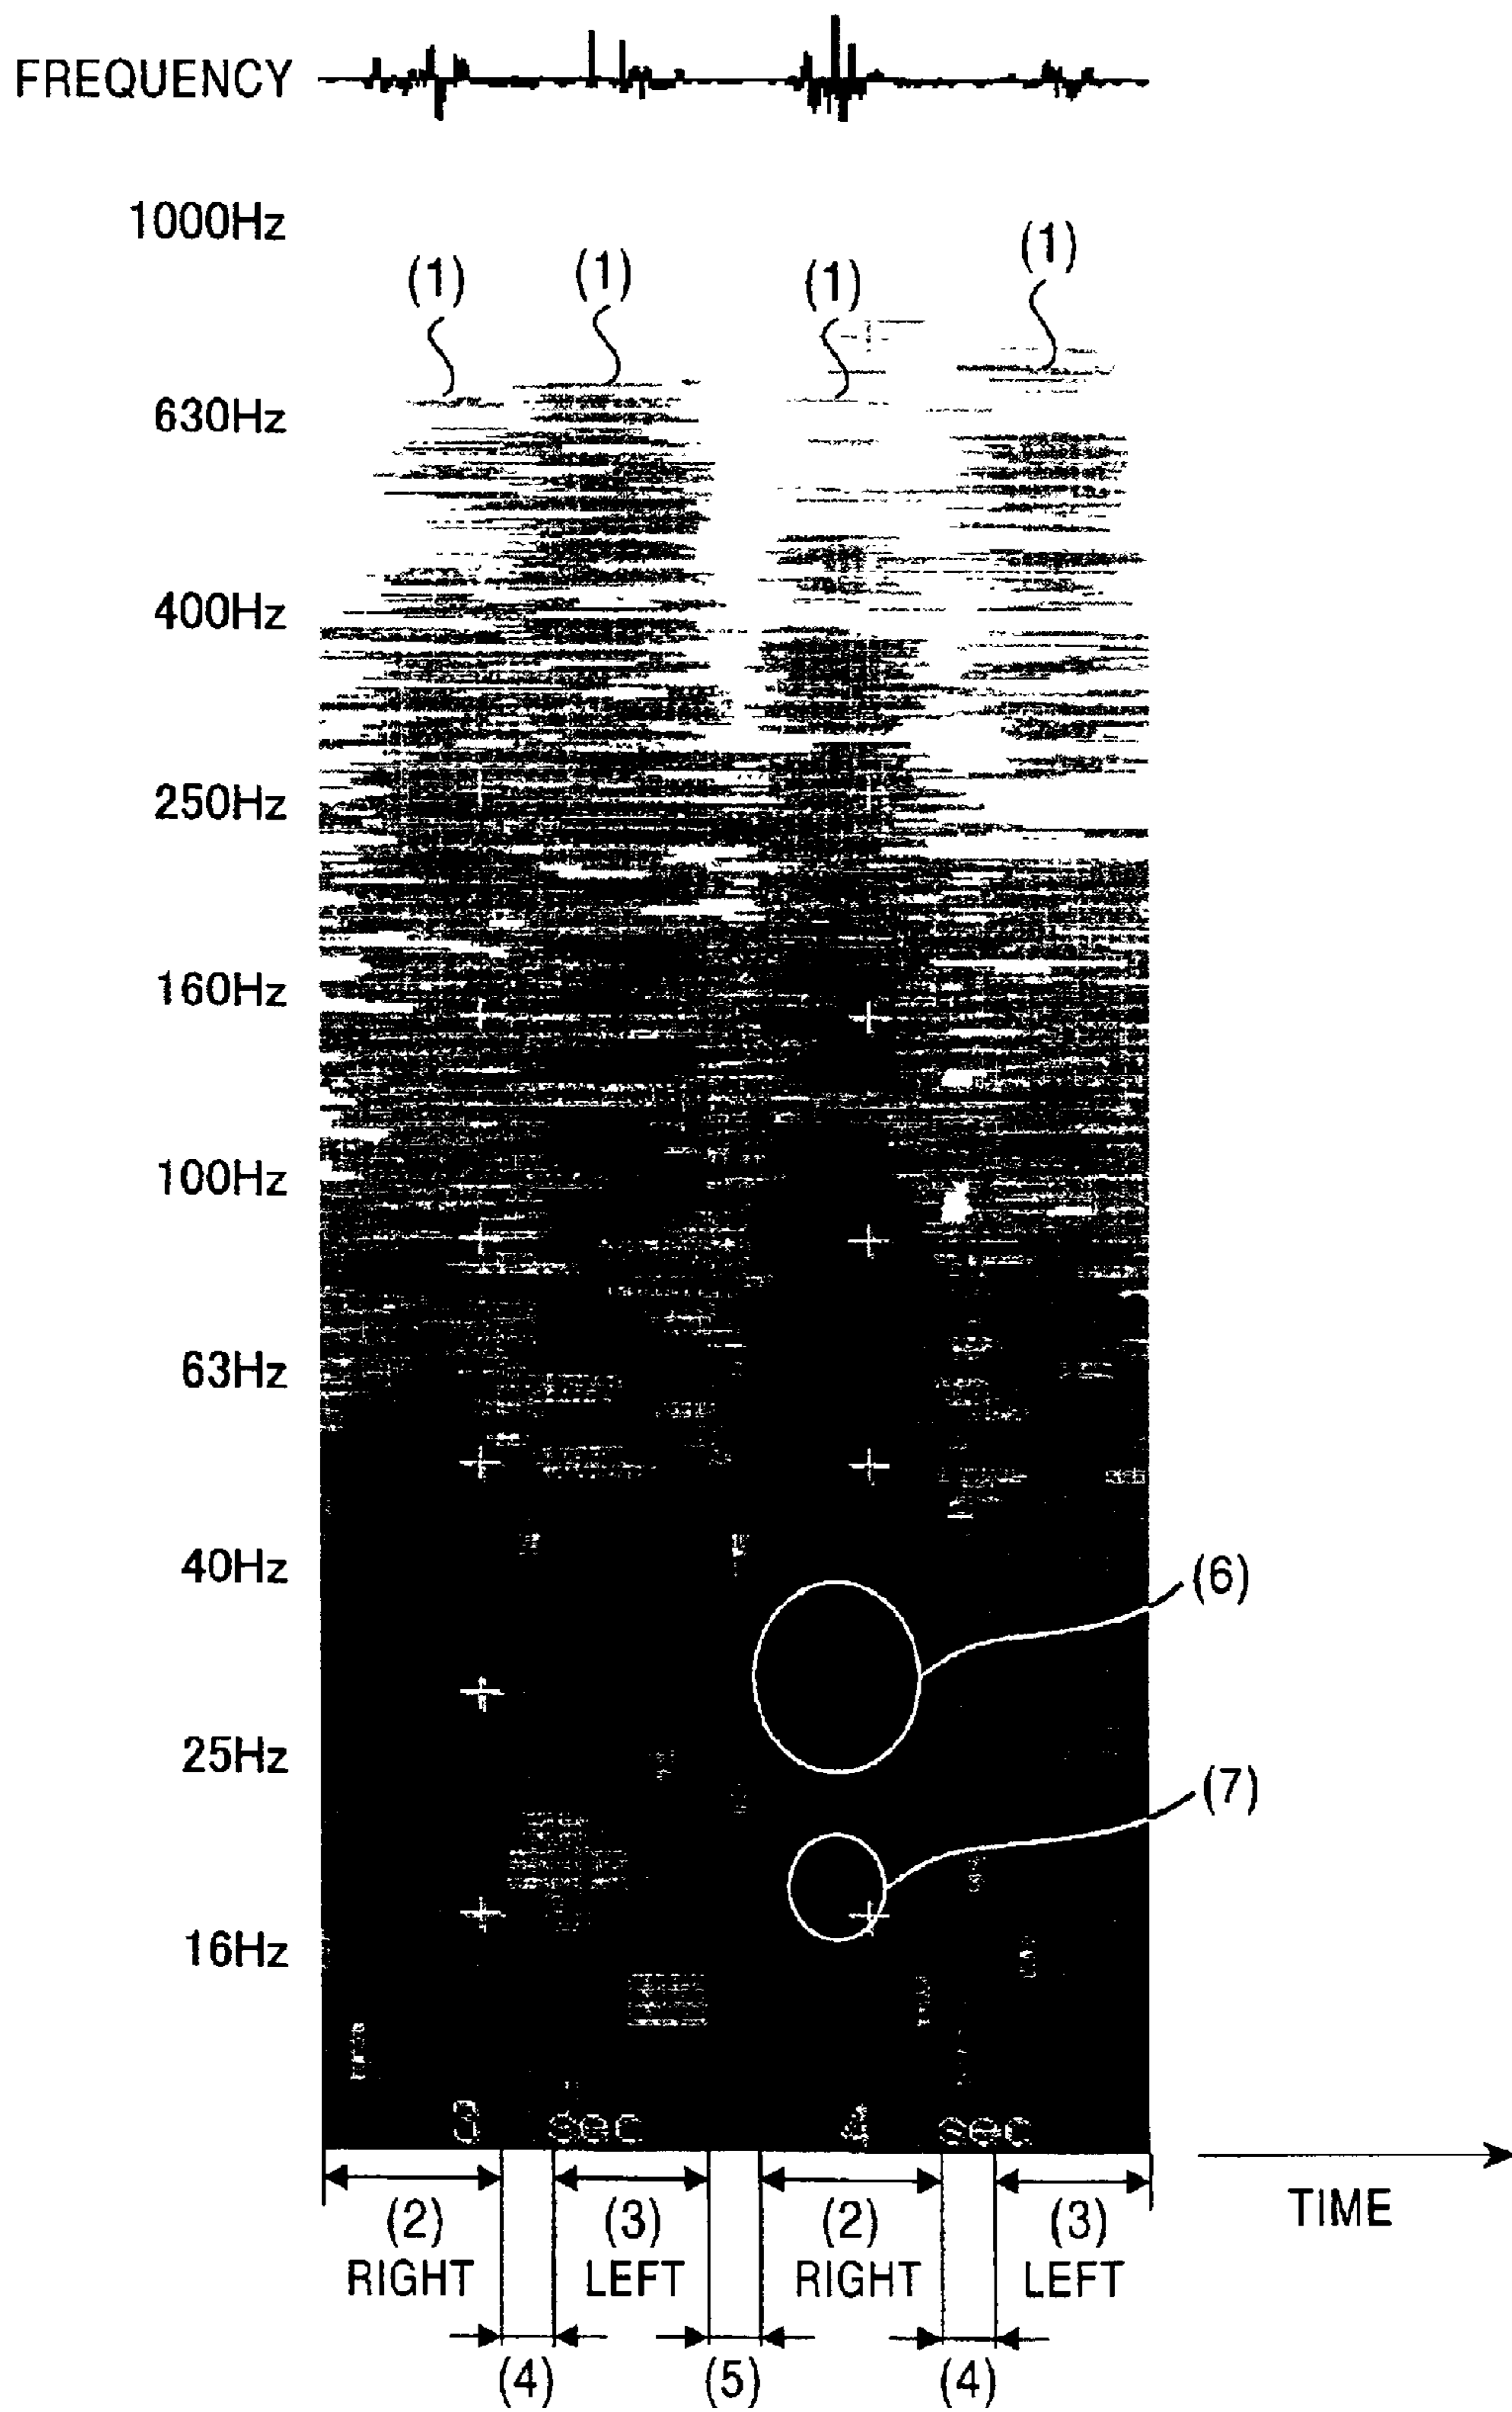 FREQUENCY
1000Hz
(1) (1) (1) (1)
630Hz
400Hz
250Hz
160Hz
100Hz
63Hz
40Hz
(6)
25Hz
(7)
16Hz
3 sec 4 sec
(2) (3) (2) (3) TIME
RIGHT LEFT RIGHT LEFT
(4) (5) (4)